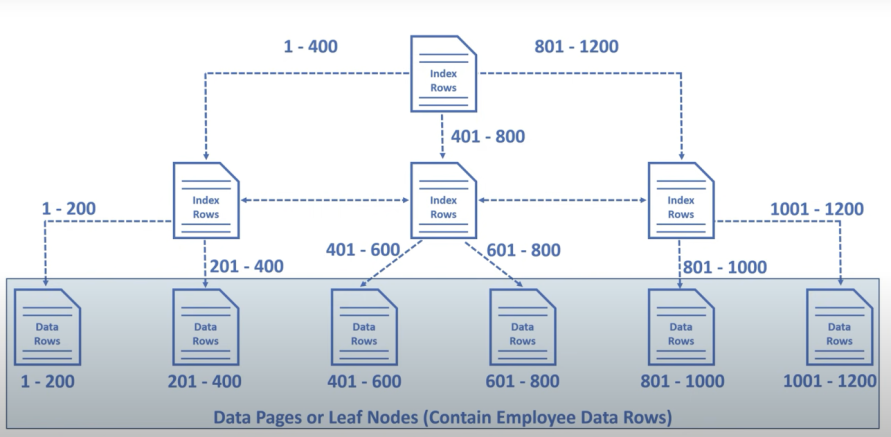 1 - 400
801 - 1200
Index
Rows
401 - 800
Index
Rows
Index
Rows
Index
Rows
1 - 200
1001 - 1200
201 - 400
401 - 600
601 - 800
801 - 1000
Data
Rows
Data
Rows
Data
Rows
Data
Rows
Data
Rows
Data
Rows
1 - 200
201 - 400
401 - 600
601 - 800
801 - 1000
1001 - 1200
Data Pages or Leaf Nodes (Contain Employee Data Rows)